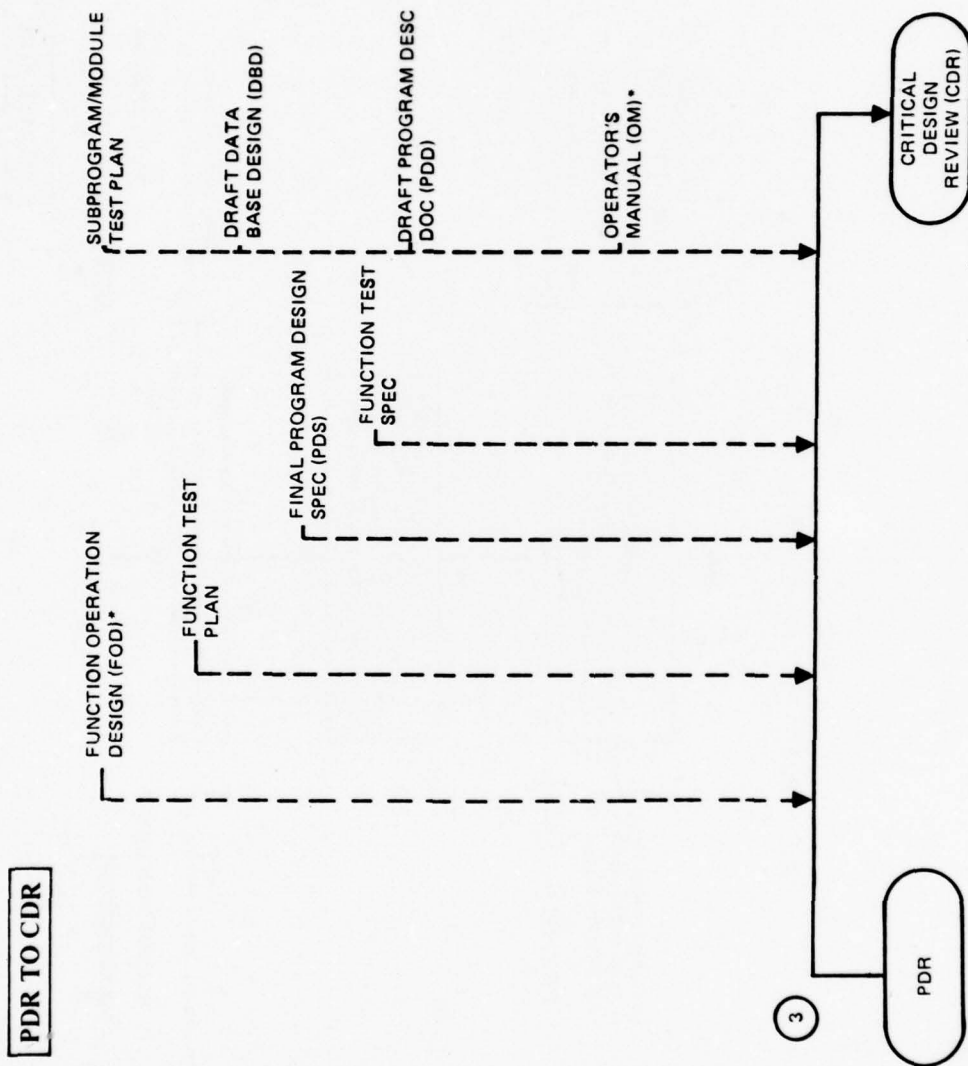 PDR TO CDR
FUNCTION OPERATION
DESIGN (FOD)*
FUNCTION TEST
PLAN
FINAL PROGRAM DESIGN
SPEC (PDS)
FUNCTION TEST
SPEC
SUBPROGRAM/MODULE
TEST PLAN
DRAFT DATA
BASE DESIGN (DBD)
DRAFT PROGRAM DESC
DOC (PDD)
OPERATOR'S
MANUAL (OM)*
3
PDR
CRITICAL
DESIGN
REVIEW (CDR)